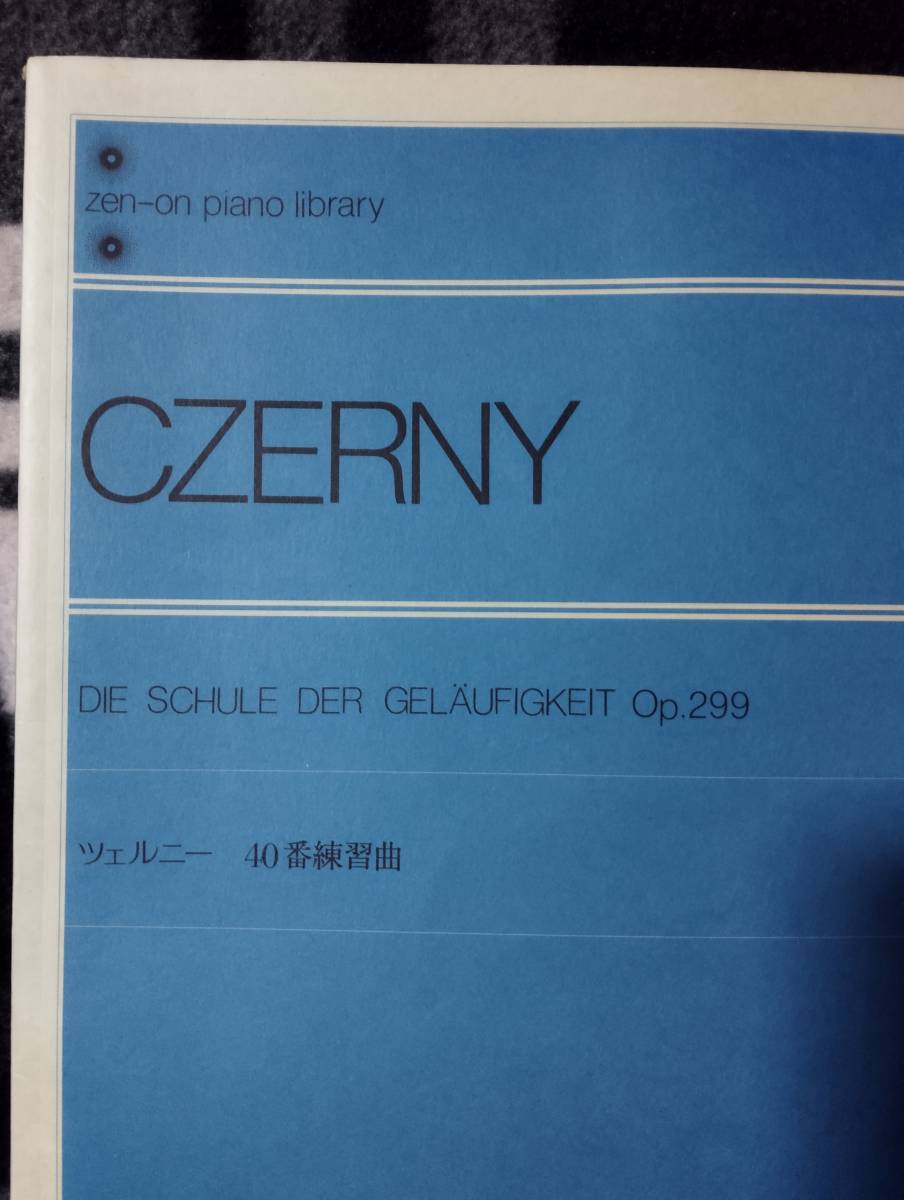 zen-on piano library
CZERNY
DIE SCHULE DER GELÄUFIGKEIT Op.299
ツェルニー 40番練習曲